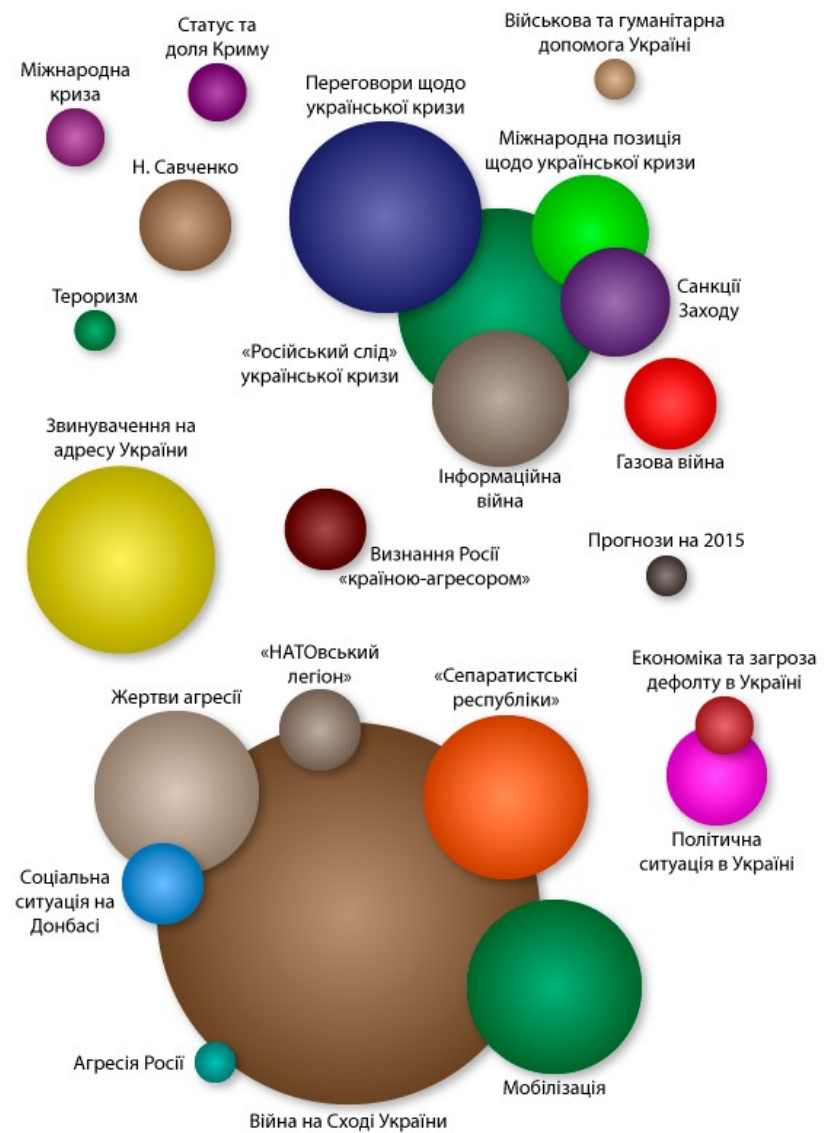 Статус та
доля Криму
Військова та гуманітарна
допомога Україні
Міжнародна
криза
Переговори щодо
української кризи
Міжнародна позиція
щодо української кризи
Н. Савченко
Тероризм
Санкції
Заходу
«Російський слід»
української кризи
Звинувачення на
адресу України
Газова війна
Інформаційна
війна
Визнання Росії
«країною-агресором»
Прогнози на 2015
«НАТОвський
легіон»
Жертви агресії
«Сепаратистські
республіки»
Економіка та загроза
дефолту в Україні
Політична
ситуація в Україні
Соціальна
ситуація на
Донбасі
Агресія Росії
Мобілізація
Війна на Сході України